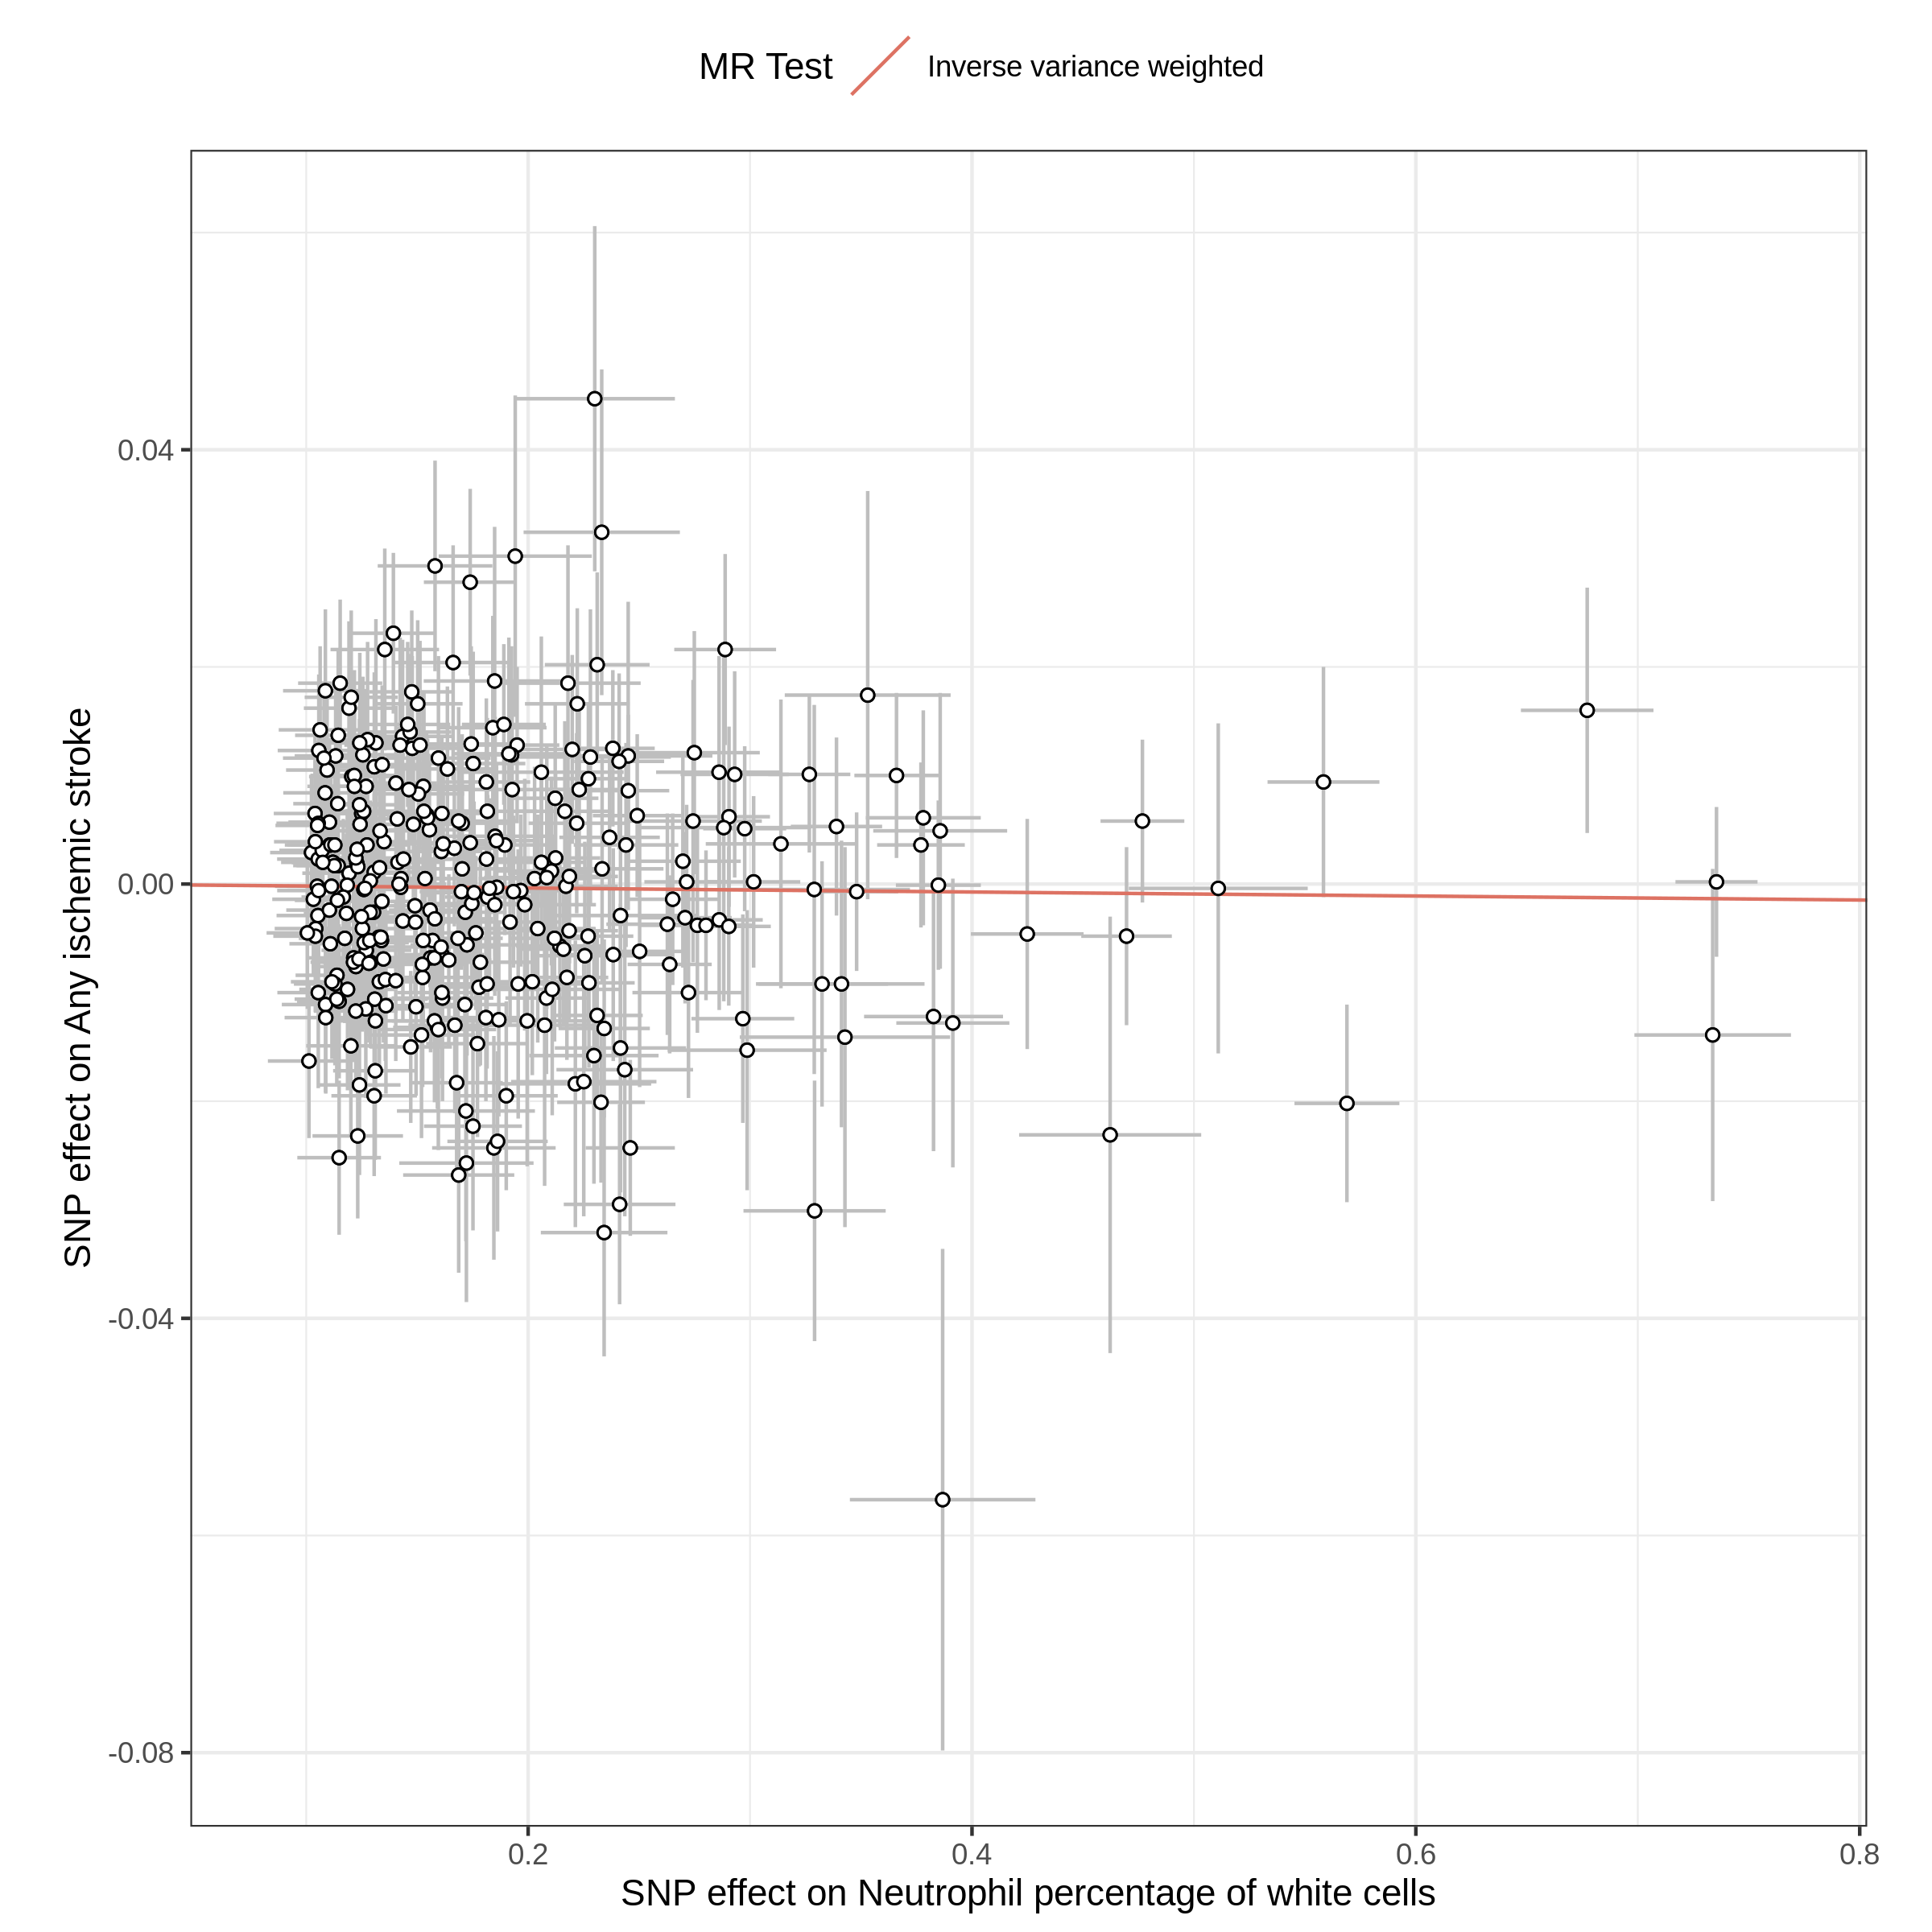 MR Test Inverse variance weighted
SNP effect on Any ischemic stroke
0.04
0.00
-0.04
-0.08
0.2 0.4 0.6 0.8
SNP effect on Neutrophil percentage of white cells